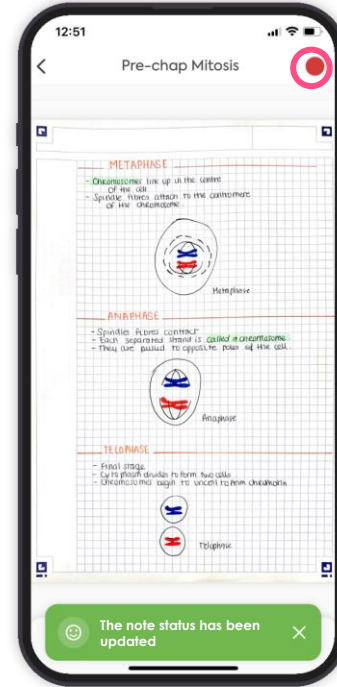 12:51
Pre-chap Mitosis
METAPHASE
- Chromosomes line up in the centre
of the cell
- Spindle fibres attach to the centromere
of the chromosome.
Metaphase
ANAPHASE
- Spindles fibres contract
- Each separated strand is called a chromosome
- They are pulled to opposite poles of the cell.
Anaphase
TELOPHASE
- Final stage
- Cytoplasm divides to form two cells
- Chromosomes begin to uncoil to form chromatin
Telophase
The note status has been
updated